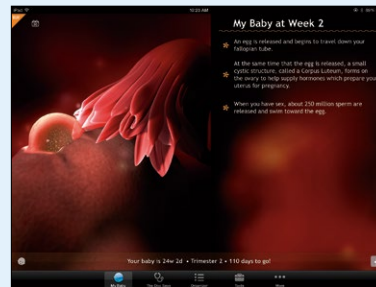 iPad
10:23 AM
My Baby at Week 2
An egg is released and begins to travel down your
fallopian tube.
At the same time that the egg is released, a small
cystic structure, called a Corpus Luteum, forms on
the ovary to help supply hormones which prepare your
uterus for pregnancy.
When you have sex, about 250 million sperm are
released and swim toward the egg.
Your baby is 24w 2d • Trimester 2 • 110 days to go!
My Baby
Tools
More